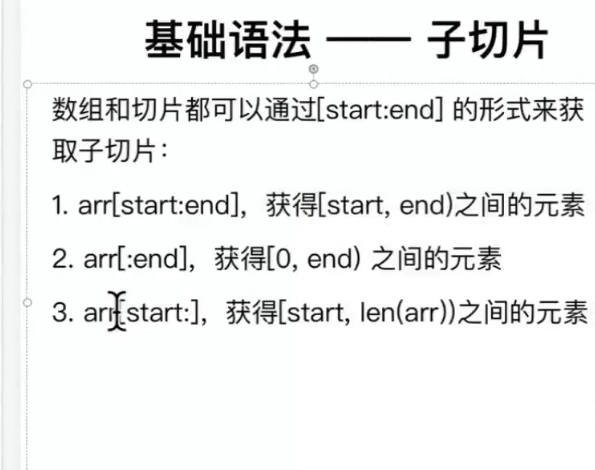 基础语法 —— 子切片
数组和切片都可以通过[start:end] 的形式来获
取子切片：
1. arr[start:end]，获得[start, end)之间的元素
2. arr[:end]，获得[0, end) 之间的元素
3. arr[start:]，获得[start, len(arr))之间的元素